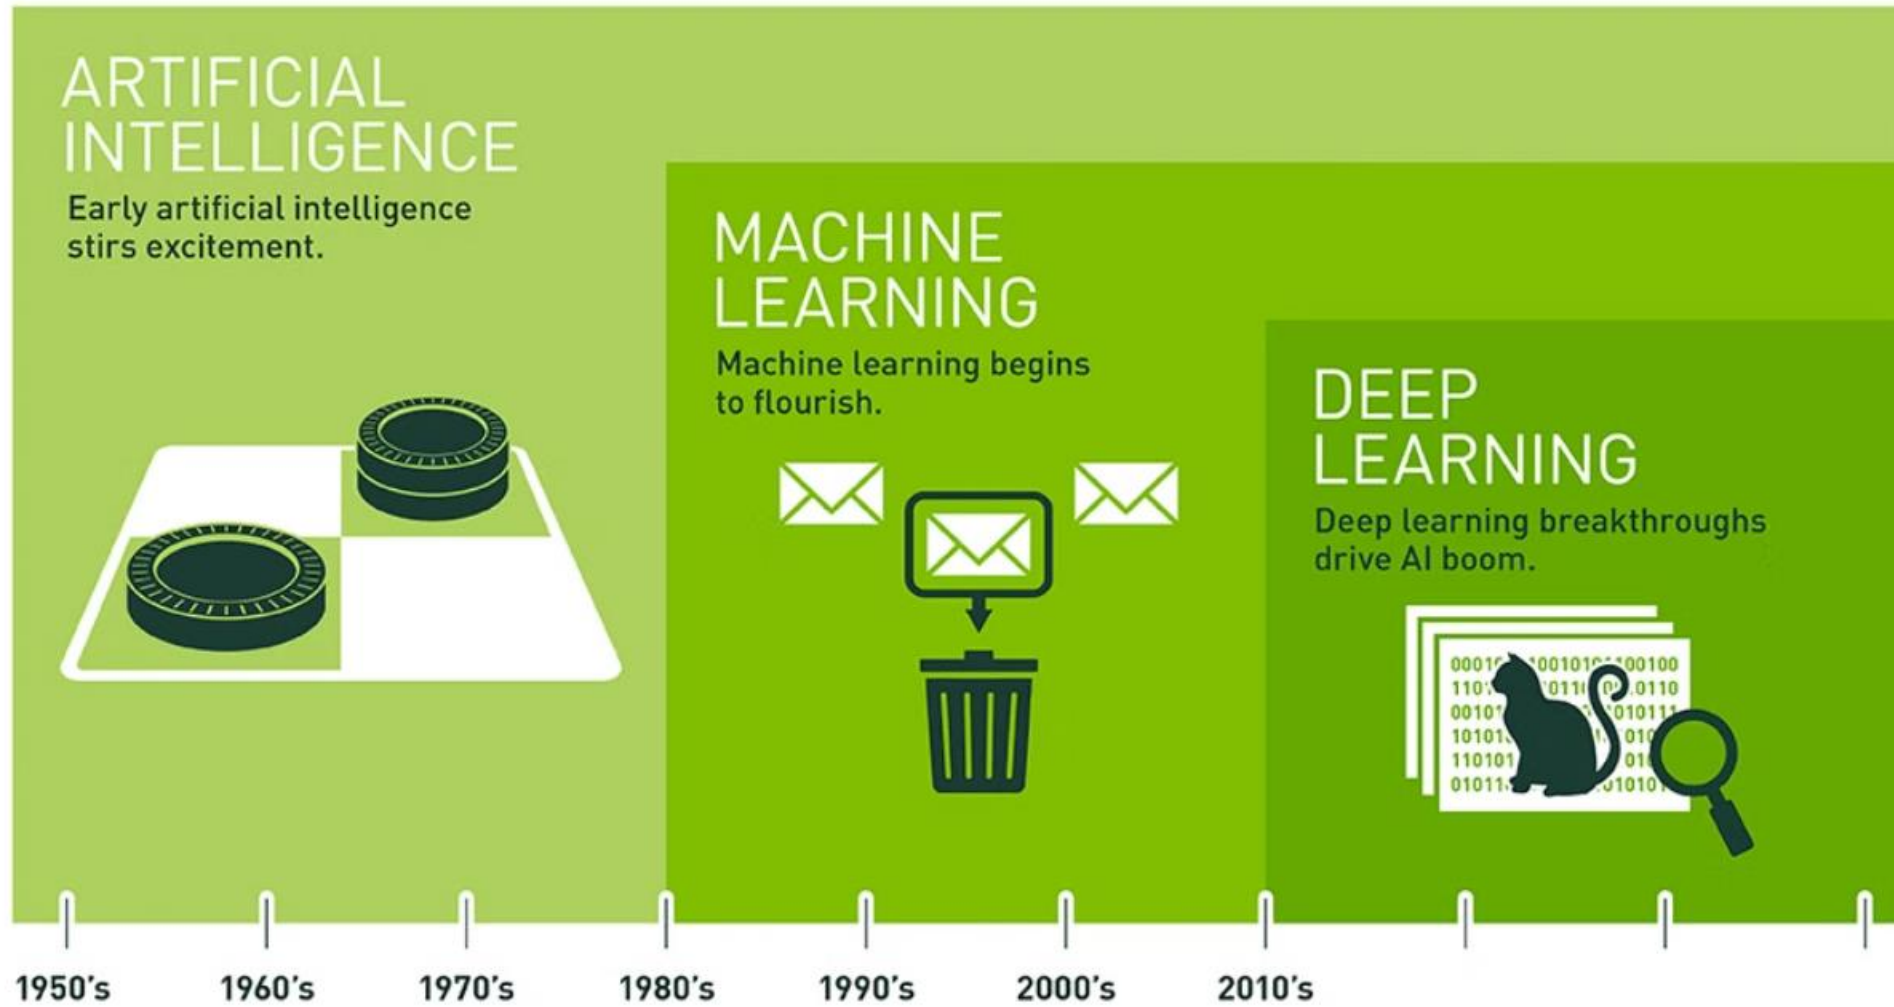 ARTIFICIAL
INTELLIGENCE
Early artificial intelligence
stirs excitement.
MACHINE
LEARNING
Machine learning begins
to flourish.
DEEP
LEARNING
Deep learning breakthroughs
drive AI boom.
1950's
1960's
1970's
1980's
1990's
2000's
2010's